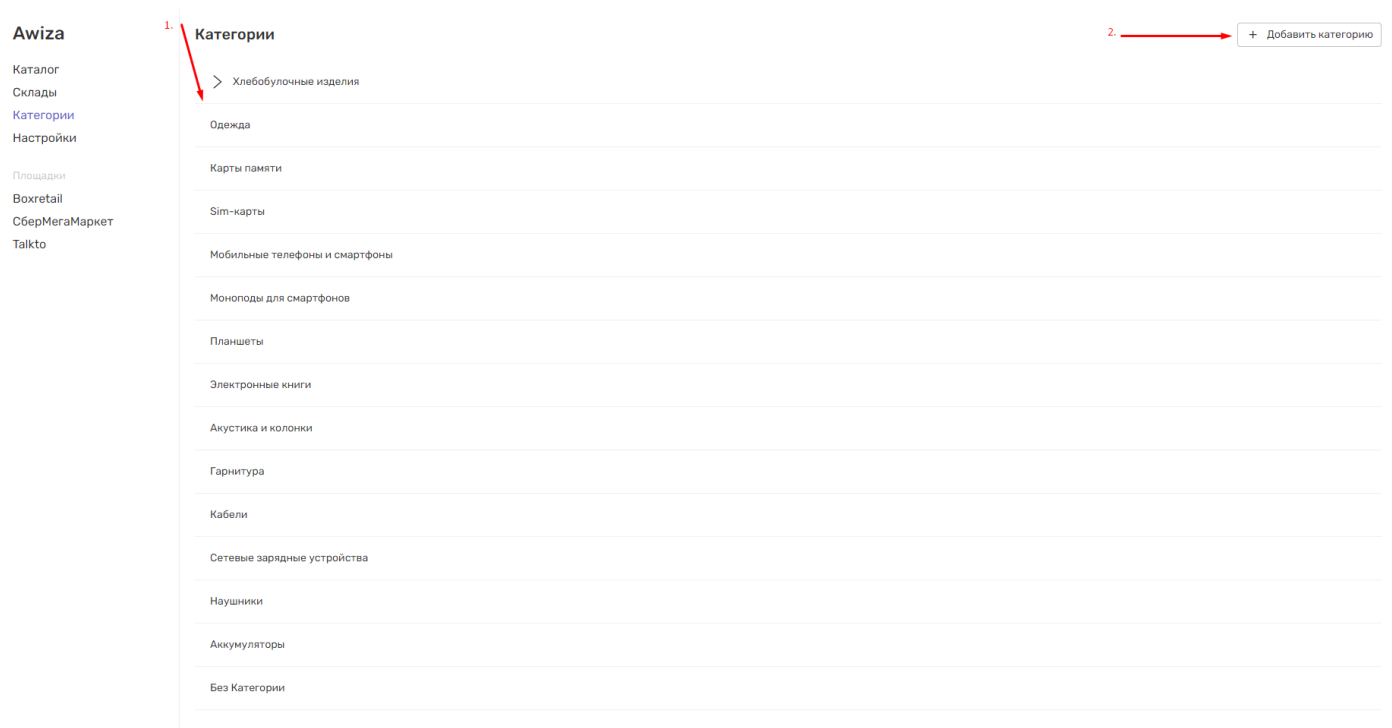 Awiza
Каталог
Склады
Категории
Настройки
Площадки
Boxretail
СберМегаМаркет
Talkto
1.
Категории
2.
+ Добавить категорию
Хлебобулочные изделия
Одежда
Карты памяти
Sim-карты
Мобильные телефоны и смартфоны
Моноподы для смартфонов
Планшеты
Электронные книги
Акустика и колонки
Гарнитура
Кабели
Сетевые зарядные устройства
Наушники
Аккумуляторы
Без Категории